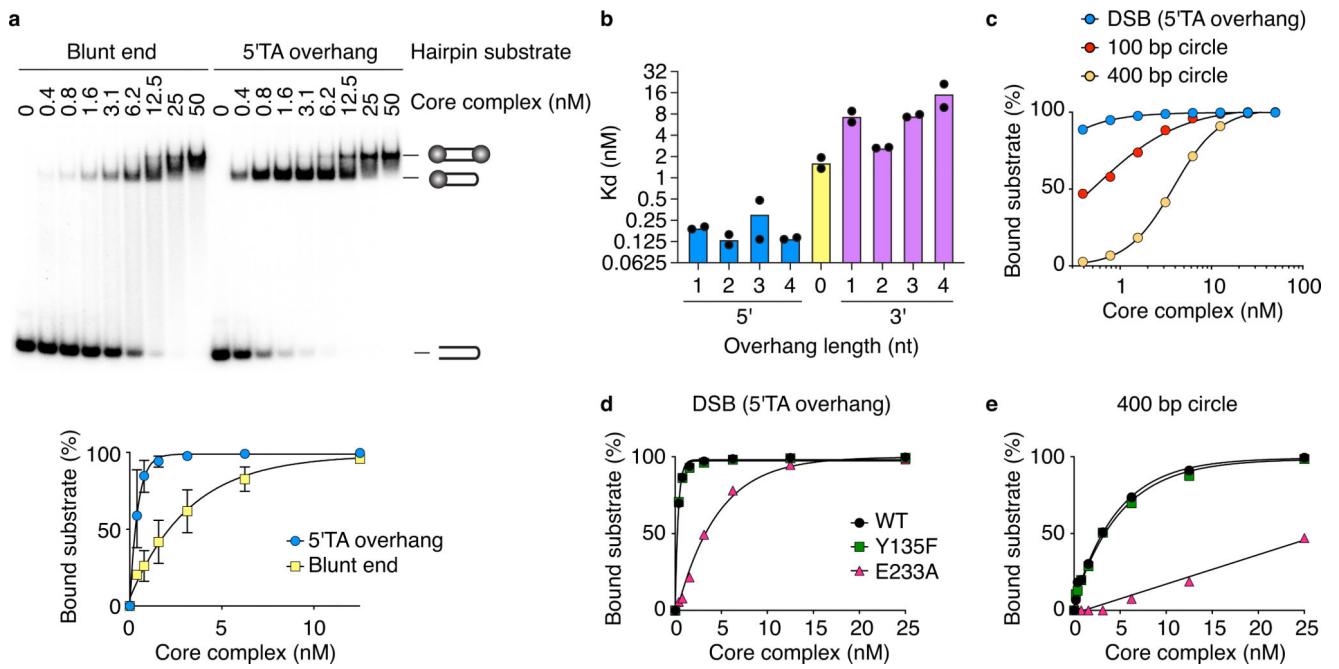 a
Blunt end
5'TA overhang
Hairpin substrate
0 0.4 0.8 1.6 3.1 6.2 12.5 25 50
0 0.4 0.8 1.6 3.1 6.2 12.5 25 50
Core complex (nM)
Bound substrate (%)
100
50
0
5'TA overhang
Blunt end
0 5 10
Core complex (nM)
b
Kd (nM)
32
16
8
4
2
1
0.5
0.25
0.125
0.0625
1 2 3 4 0 1 2 3 4
5' 3'
Overhang length (nt)
c
DSB (5'TA overhang)
100 bp circle
400 bp circle
Bound substrate (%)
100
50
0
1 10 100
Core complex (nM)
d
DSB (5'TA overhang)
Bound substrate (%)
100
50
0
WT
Y135F
E233A
0 5 10 15 20 25
Core complex (nM)
e
400 bp circle
Bound substrate (%)
100
50
0
0 5 10 15 20 25
Core complex (nM)